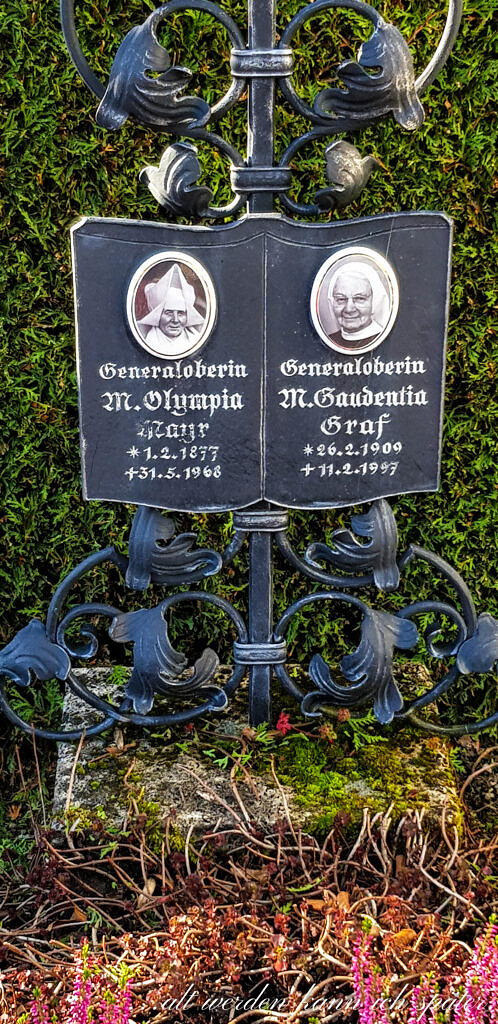 Generaloberin
M. Olympia
Mayr
*1.2.1877
+31.5.1968
Generaloberin
M. Gaudentia
Graf
*26.2.1909
+11.2.1997
alt werden kann ich später